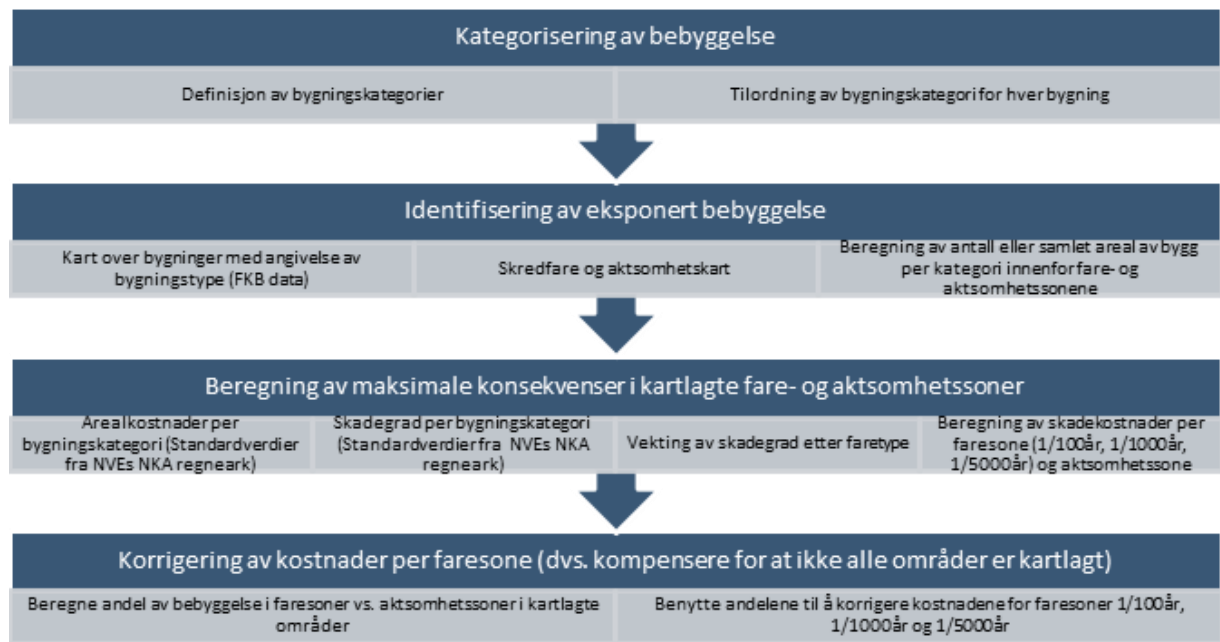 Kategorisering av bebyggelse
Definisjon av bygningskategorier
Tilordning av bygningskategori for hver bygning
Identifisering av eksponert bebyggelse
Kart over bygninger med angivelse av
bygningstype (FKB data)
Skredfare og aktsomhetskart
Beregning av antall eller samlet areal av bygg
per kategori innenfor fare- og
aktsomhetssonene
Beregning av maksimale konsekvenser i kartlagte fare- og aktsomhetssoner
Arealkostnader per
bygningskategori (Standardverdier
fra NVEs NKA regneark)
Skadegrad per bygningskategori
(Standardverdier fra NVEs NKA
regneark)
Vekting av skadegrad etter faretype
Beregning av skadekostnader per
faresone (1/100år, 1/1000år,
1/5000år) og aktsomhetssone
Korrigering av kostnader per faresone (dvs. kompensere for at ikke alle områder er kartlagt)
Beregne andel av bebyggelse i faresoner vs. aktsomhetssoner i kartlagte
områder
Benytte andelene til å korrigere kostnadene for faresoner 1/100år,
1/1000år og 1/5000år